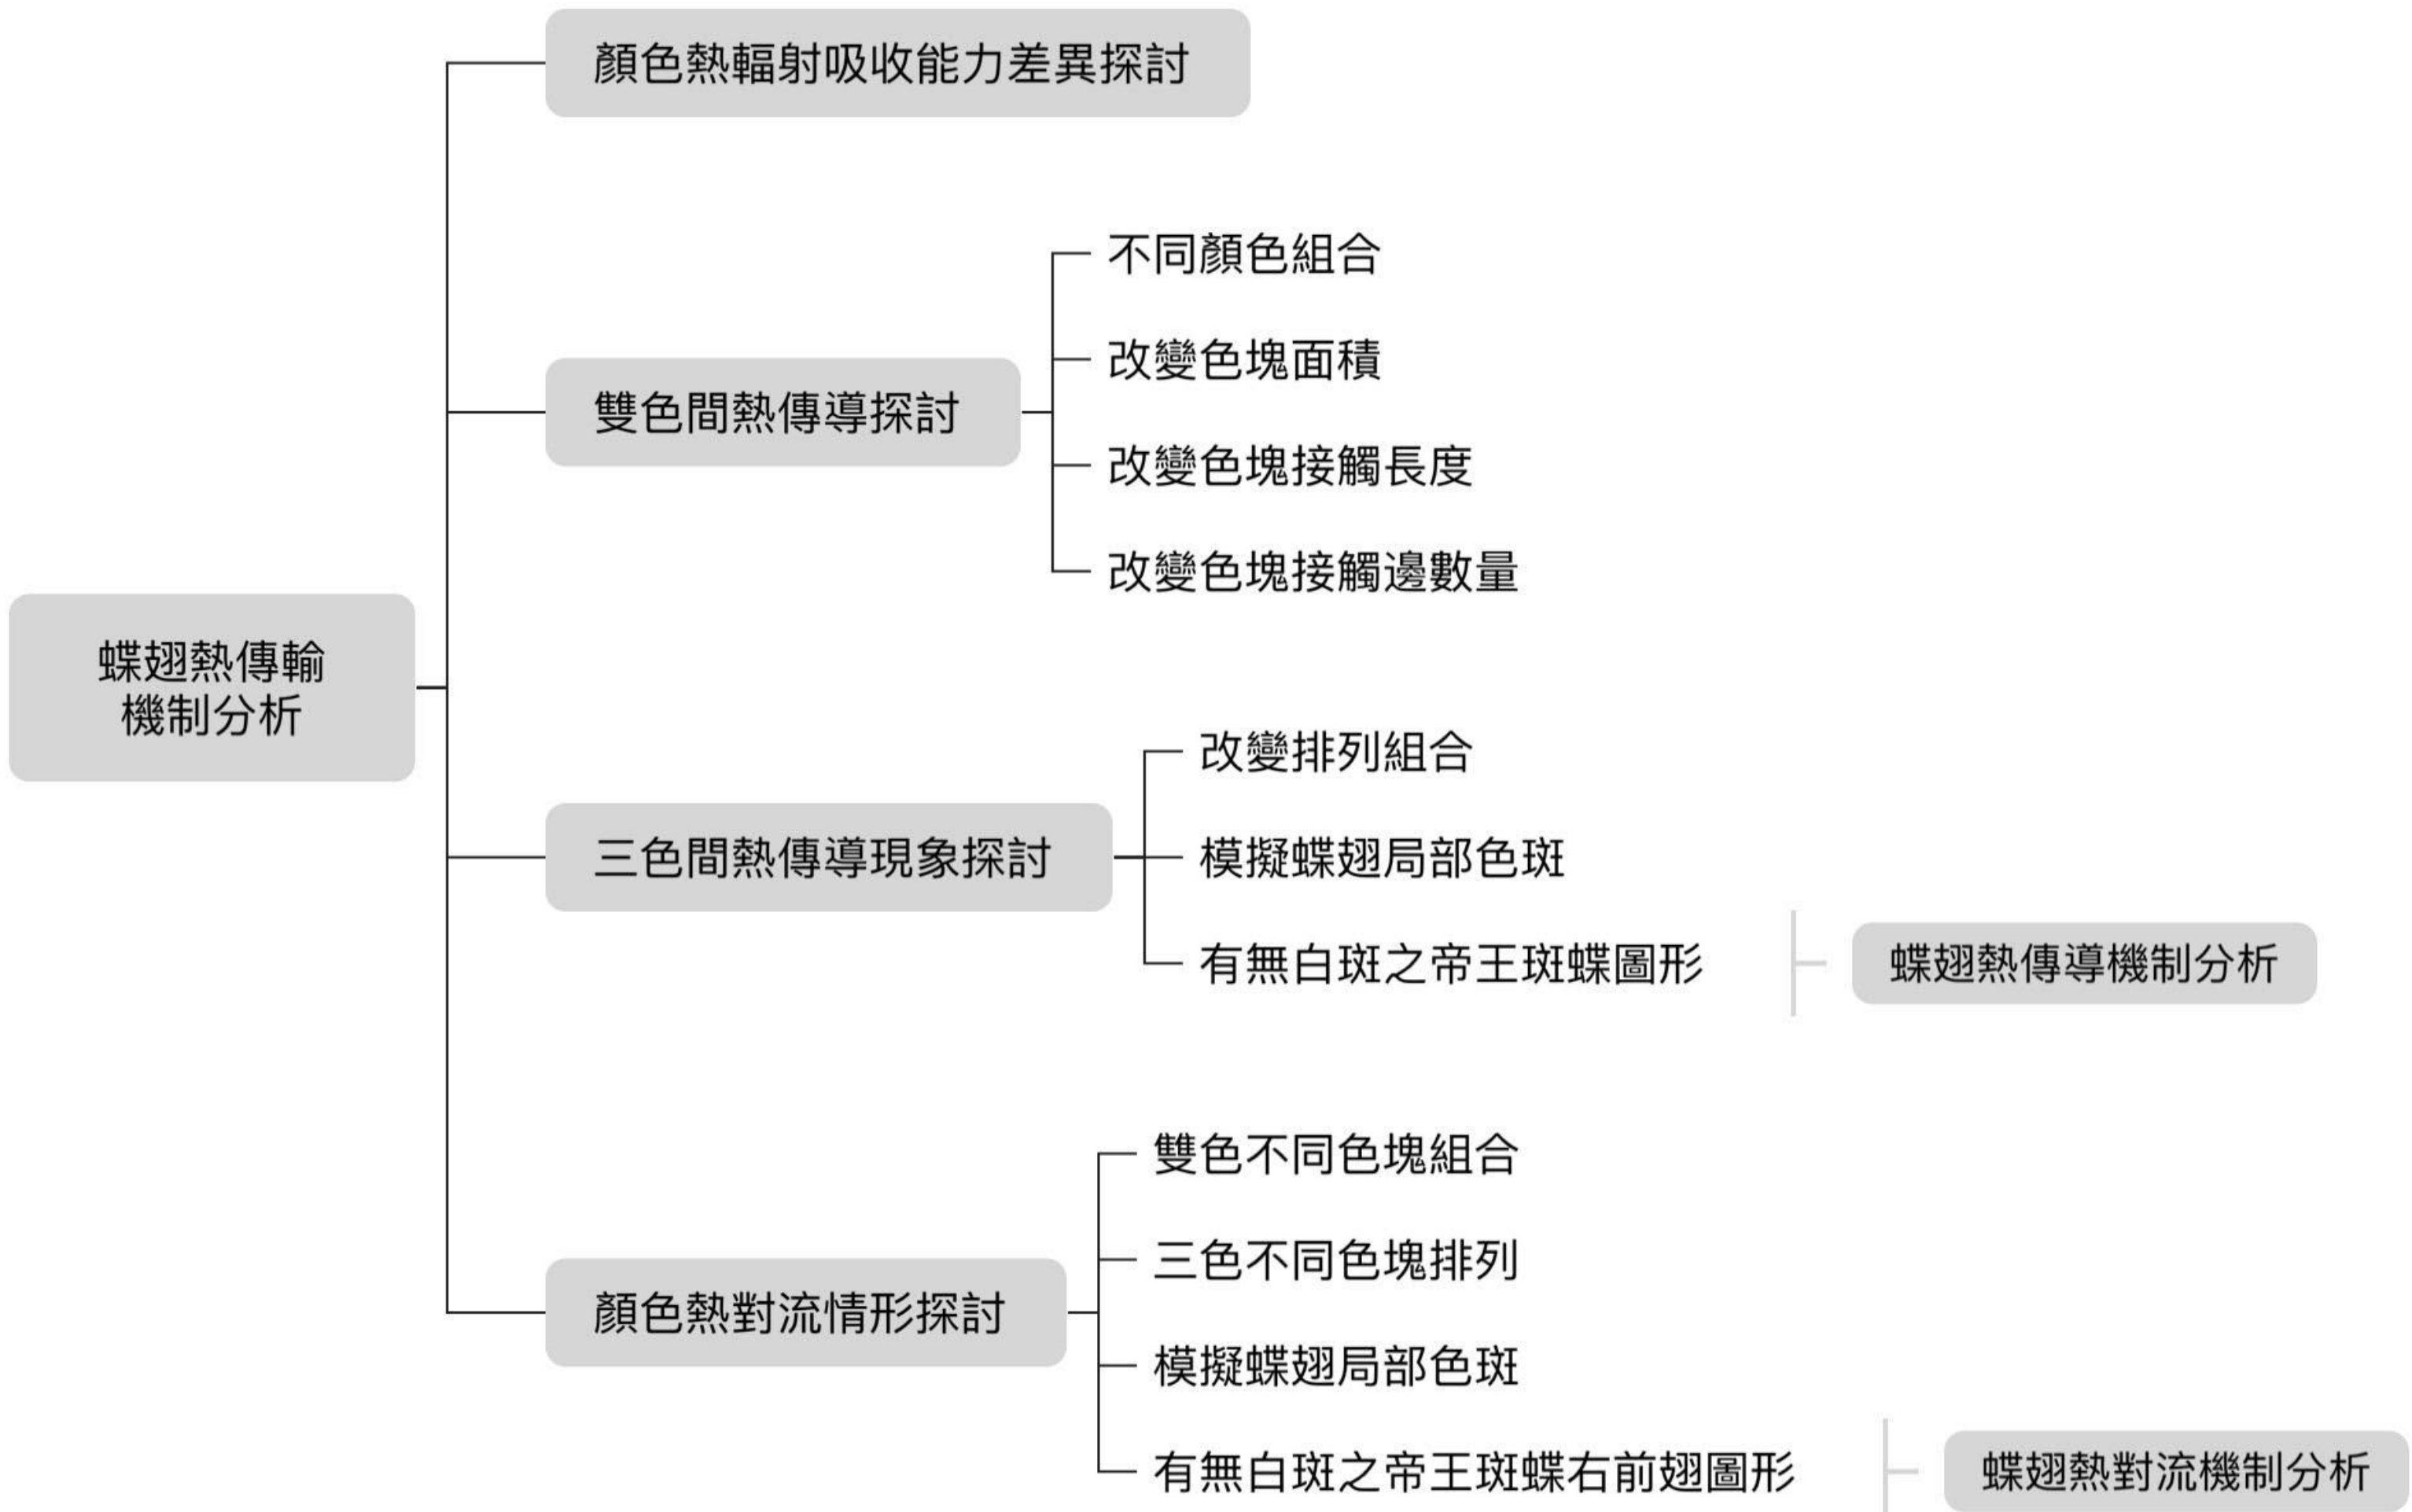 顏色熱輻射吸收能力差異探討
不同顏色組合
改變色塊面積
雙色間熱傳導探討
改變色塊接觸長度
改變色塊接觸邊數量
蝶翅熱傳輸
機制分析
改變排列組合
三色間熱傳導現象探討
模擬蝶翅局部色斑
有無白斑之帝王斑蝶圖形
蝶翅熱傳導機制分析
雙色不同色塊組合
三色不同色塊排列
顏色熱對流情形探討
模擬蝶翅局部色斑
有無白斑之帝王斑蝶右前翅圖形
蝶翅熱對流機制分析